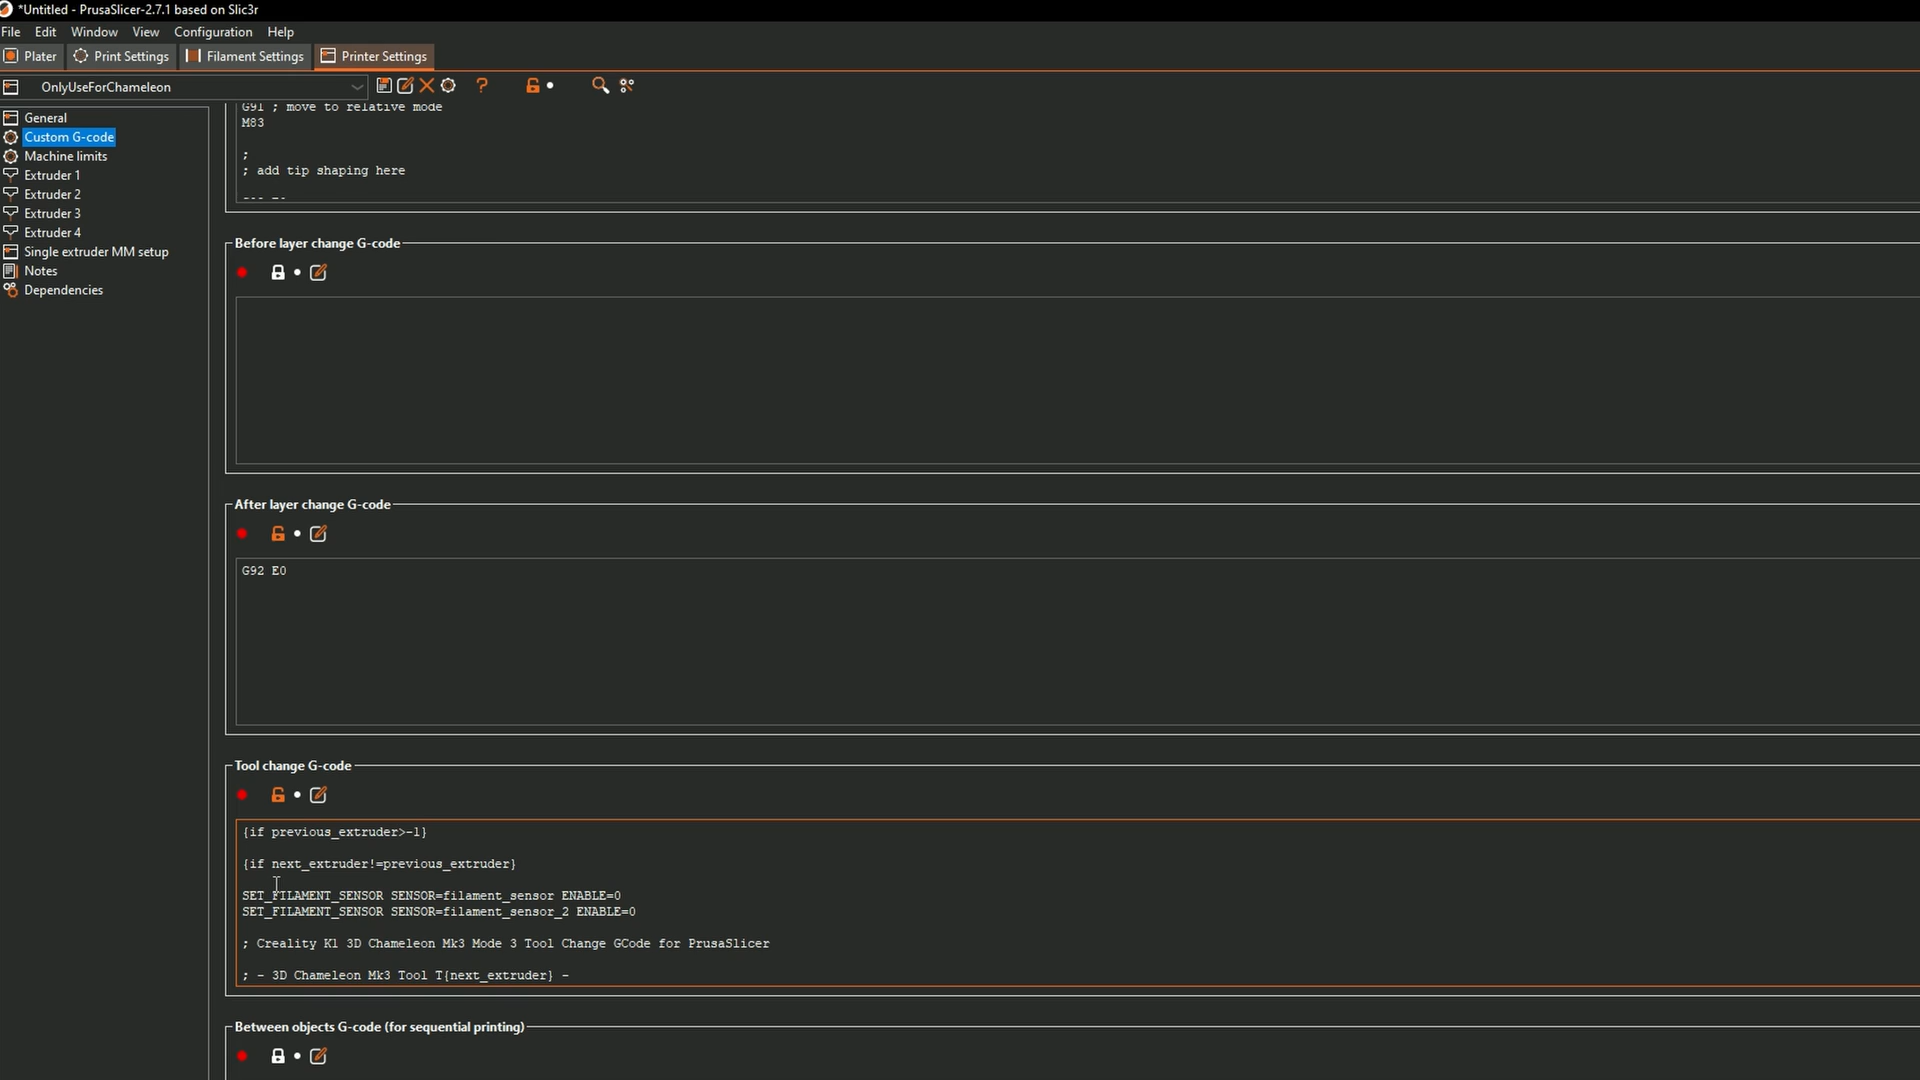 *Untitled - PrusaSlicer-2.7.1 based on Slic3r
File Edit Window View Configuration Help
Plater Print Settings Filament Settings Printer Settings
OnlyUseForChameleon
General
Custom G-code
Machine limits
Extruder 1
Extruder 2
Extruder 3
Extruder 4
Single extruder MM setup
Notes
Dependencies
G91 ; move to relative mode
M83
;
; add tip shaping here
Before layer change G-code
After layer change G-code
G92 E0
Tool change G-code
{if previous_extruder>-1}
{if next_extruder!=previous_extruder}
SET_FILAMENT_SENSOR SENSOR=filament_sensor ENABLE=0
SET_FILAMENT_SENSOR SENSOR=filament_sensor_2 ENABLE=0
; Creality K1 3D Chameleon Mk3 Mode 3 Tool Change GCode for PrusaSlicer
; - 3D Chameleon Mk3 Tool T{next_extruder} -
Between objects G-code (for sequential printing)